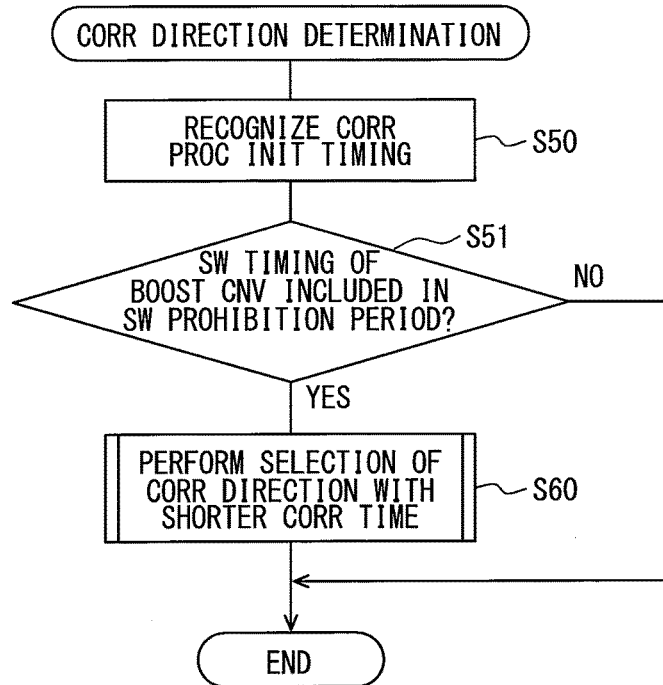 CORR DIRECTION DETERMINATION
RECOGNIZE CORR
PROC INIT TIMING
S50
S51
SW TIMING OF
BOOST CNV INCLUDED IN
SW PROHIBITION PERIOD?
NO
YES
PERFORM SELECTION OF
CORR DIRECTION WITH
SHORTER CORR TIME
S60
END